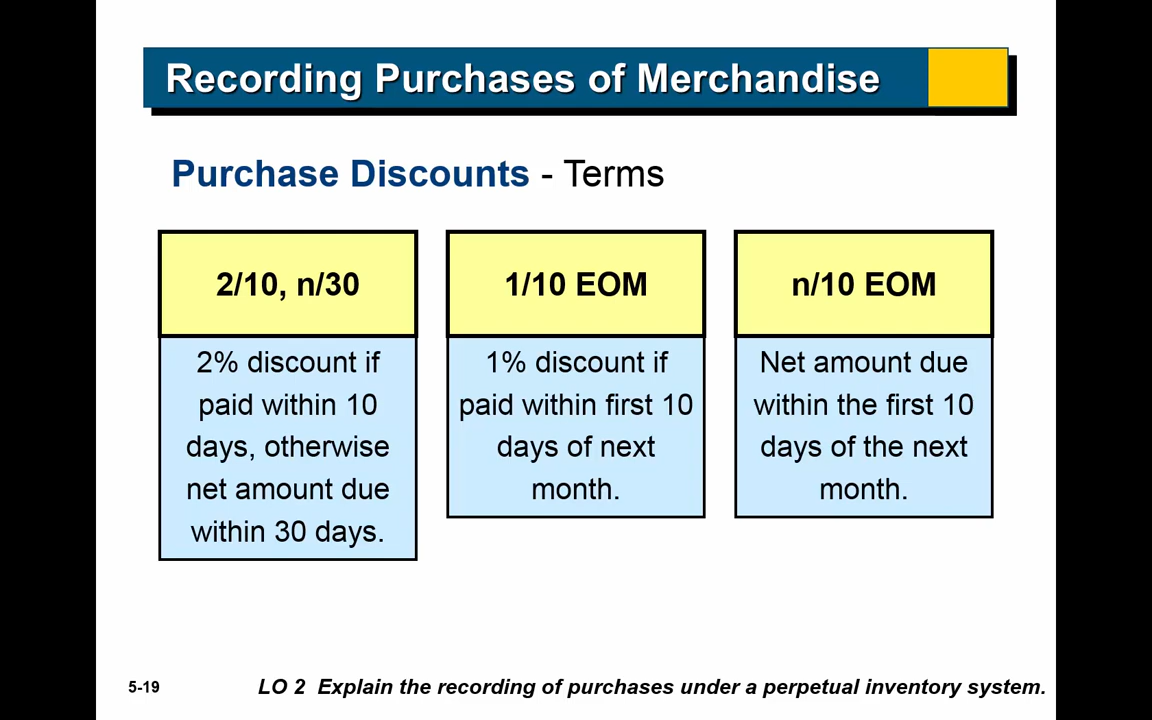 Recording Purchases of Merchandise
Purchase Discounts - Terms
2/10, n/30
2% discount if
paid within 10
days, otherwise
net amount due
within 30 days.
1/10 EOM
1% discount if
paid within first 10
days of next
month.
n/10 EOM
Net amount due
within the first 10
days of the next
month.
5-19
LO 2 Explain the recording of purchases under a perpetual inventory system.